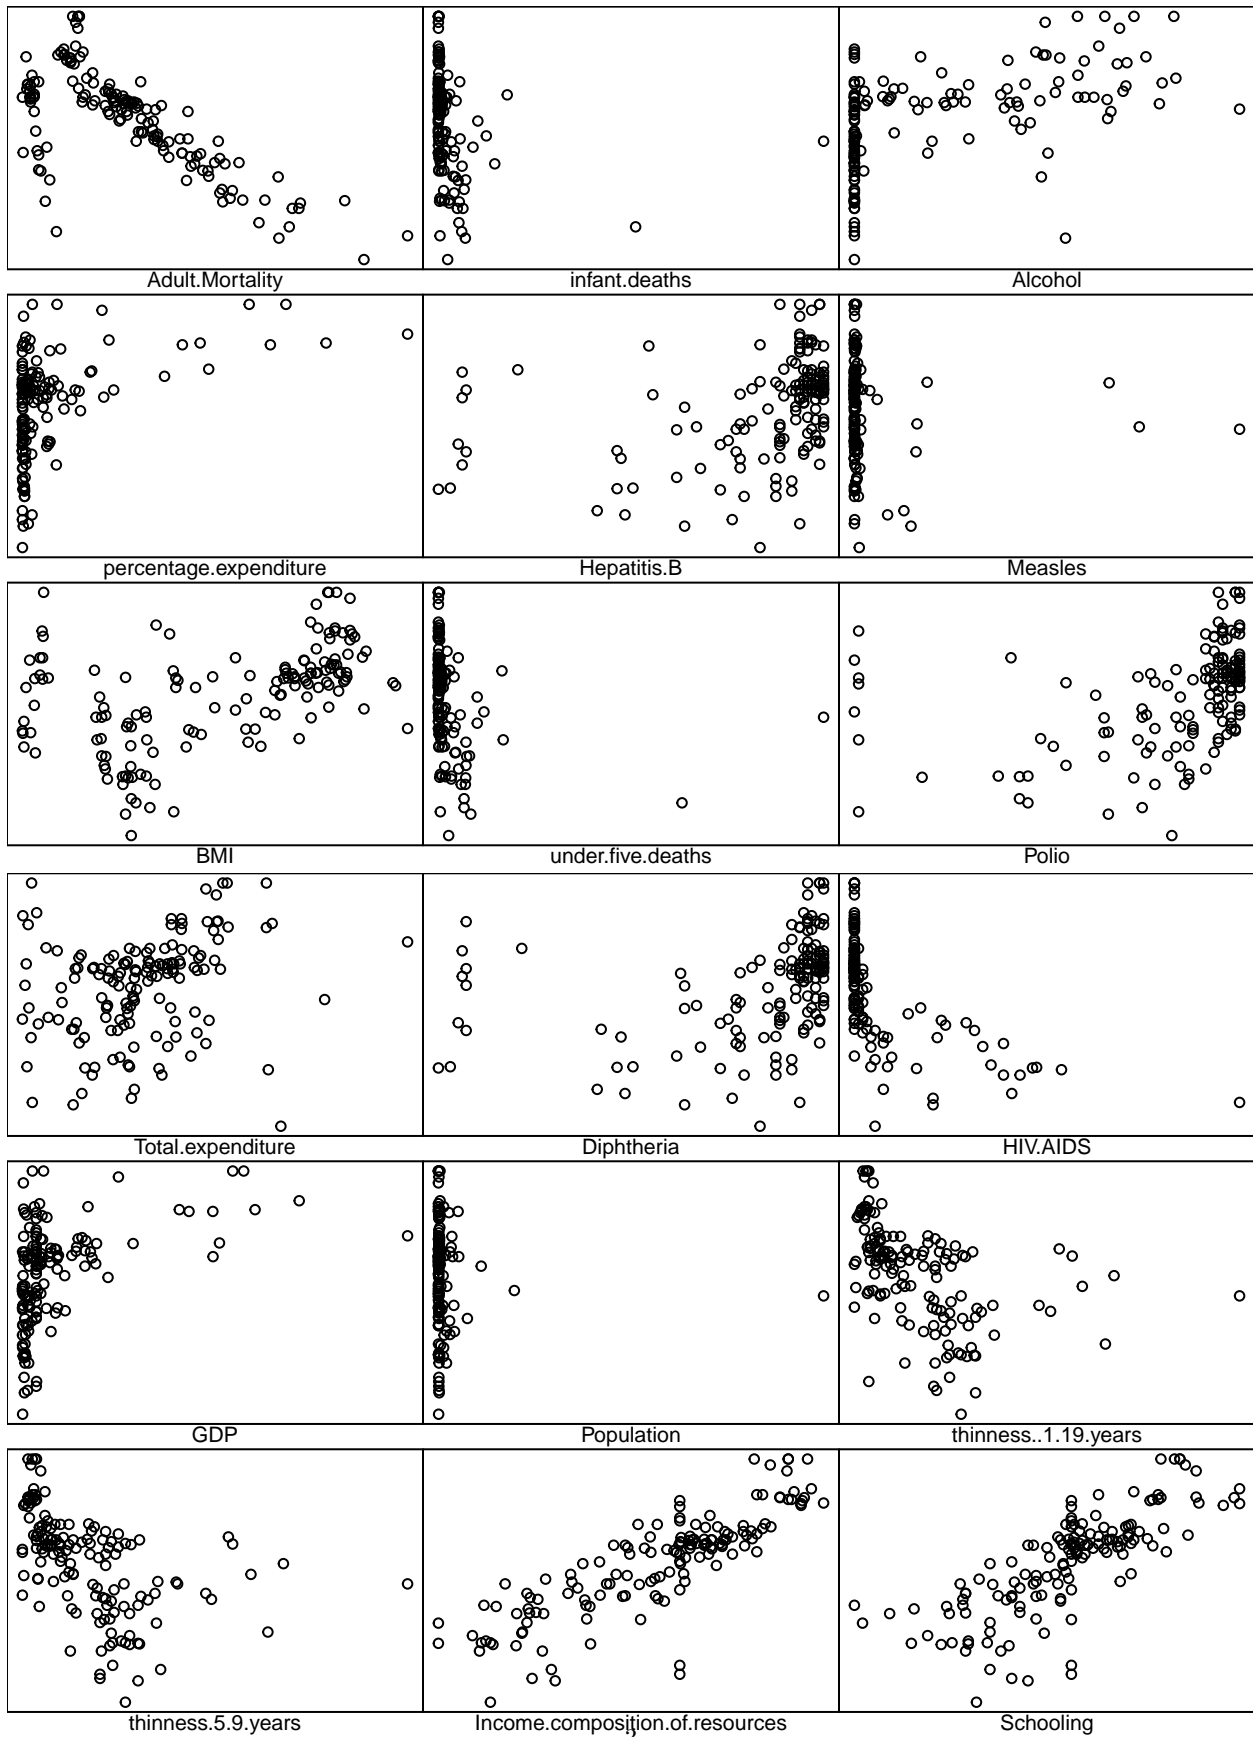 Adult.Mortality infant.deaths Alcohol
percentage.expenditure Hepatitis.B Measles
BMI under.five.deaths Polio
Total.expenditure Diphtheria HIV.AIDS
GDP Population thinness..1.19.years
thinness.5.9.years Income.composition.of.resources Schooling